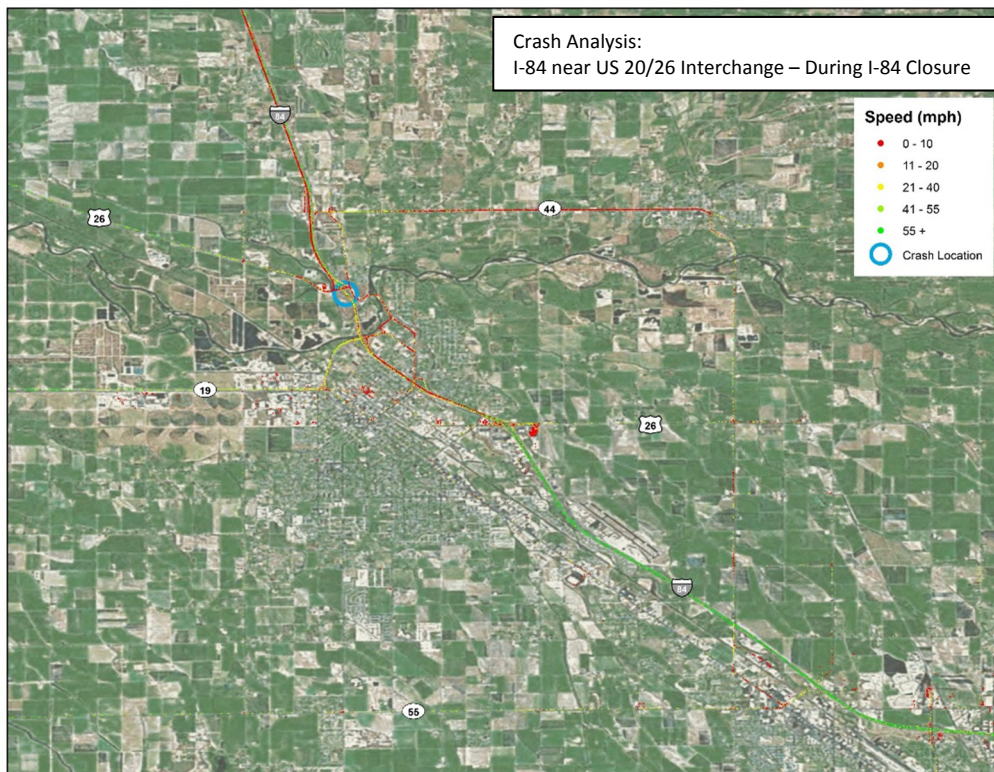 Crash Analysis:
I-84 near US 20/26 Interchange – During I-84 Closure
Speed (mph)
0 - 10
11 - 20
21 - 40
41 - 55
55 +
Crash Location
84
44
26
19
26
84
55